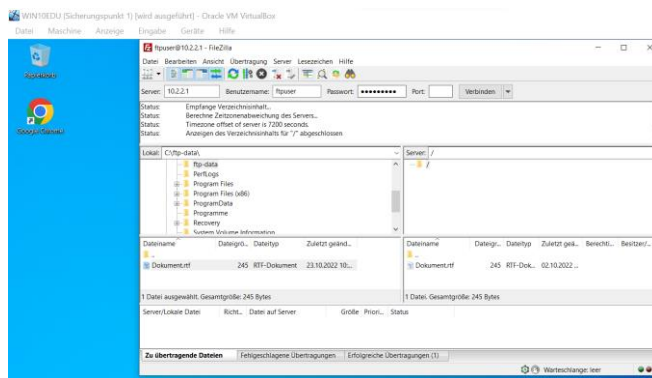 WIN10EDU (Sicherungspunkt 1) [wird ausgeführt] - Oracle VM VirtualBox
Datei Maschine Anzeige Eingabe Geräte Hilfe
ftpuser@10.2.2.1 - FileZilla
Datei Bearbeiten Ansicht Übertragung Server Lesezeichen Hilfe
Server: 10.2.2.1 Benutzername: ftpuser Passwort: ●●●●●●●●● Port: Verbinden
Status: Empfange Verzeichnisinhalt...
Status: Berechne Zeitzonenabweichung des Servers...
Status: Timezone offset of server is 7200 seconds.
Status: Anzeigen des Verzeichnisinhalts für "/" abgeschlossen
Lokal: C:\ftp-data\
Server: /
ftp-data
PerfLogs
Program Files
Program Files (x86)
ProgramData
Programme
Recovery
System Volume Information
/
Dateiname Dateigrö... Dateityp Zuletzt geänd...
..
Dokument.rtf 245 RTF-Dokument 23.10.2022 10:...
1 Datei ausgewählt. Gesamtgröße: 245 Bytes
Dateiname Dateigr... Dateityp Zuletzt geä... Berechti... Besitzer/...
..
Dokument.rtf 245 RTF-Dok... 02.10.2022 ...
1 Datei. Gesamtgröße: 245 Bytes
Server/Lokale Datei Richt... Datei auf Server Größe Priori... Status
Zu übertragende Dateien Fehlgeschlagene Übertragungen Erfolgreiche Übertragungen (1)
Warteschlange: leer